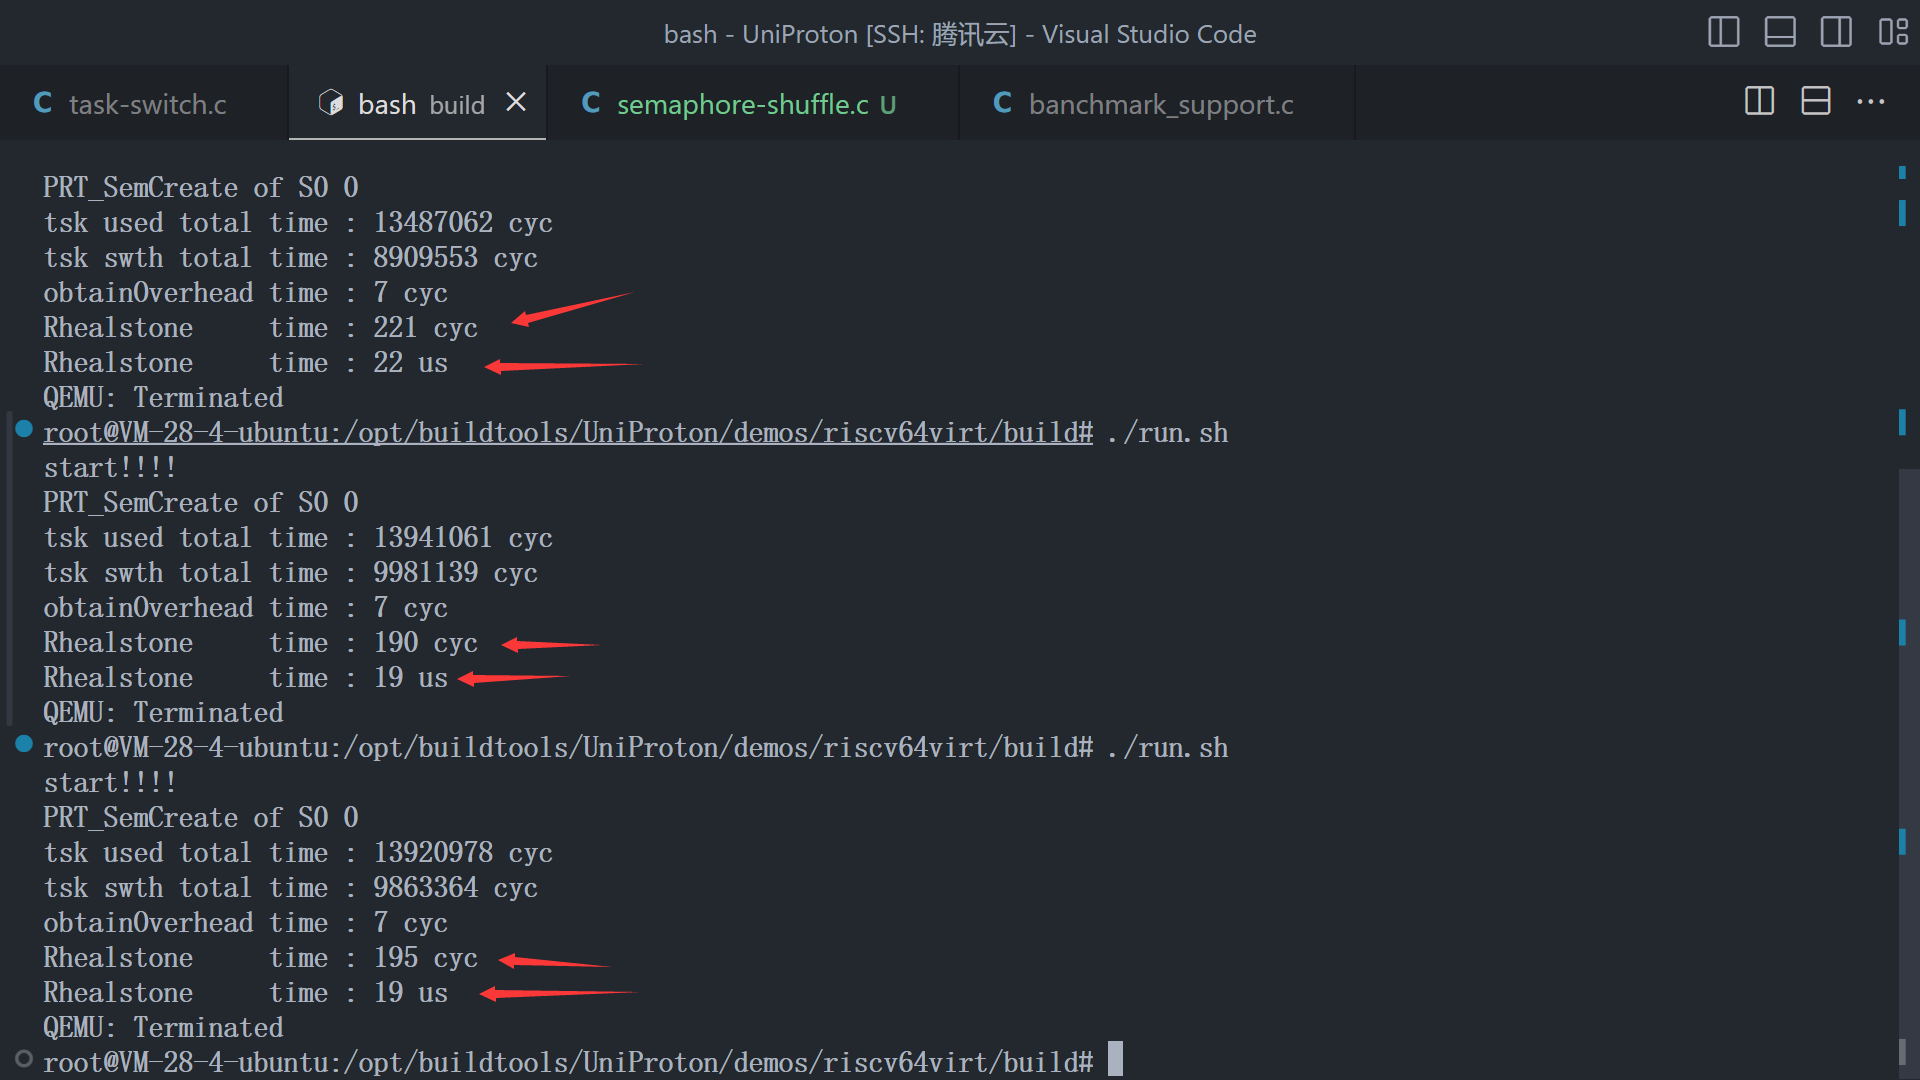 bash - UniProton [SSH: 腾讯云] - Visual Studio Code
C task-switch.c bash build C semaphore-shuffle.c U C banchmark_support.c
PRT_SemCreate of S0 0
tsk used total time : 13487062 cyc
tsk swth total time : 8909553 cyc
obtainOverhead time : 7 cyc
Rhealstone     time : 221 cyc
Rhealstone     time : 22 us
QEMU: Terminated
root@VM-28-4-ubuntu:/opt/buildtools/UniProton/demos/riscv64virt/build# ./run.sh
start!!!!
PRT_SemCreate of S0 0
tsk used total time : 13941061 cyc
tsk swth total time : 9981139 cyc
obtainOverhead time : 7 cyc
Rhealstone     time : 190 cyc
Rhealstone     time : 19 us
QEMU: Terminated
root@VM-28-4-ubuntu:/opt/buildtools/UniProton/demos/riscv64virt/build# ./run.sh
start!!!!
PRT_SemCreate of S0 0
tsk used total time : 13920978 cyc
tsk swth total time : 9863364 cyc
obtainOverhead time : 7 cyc
Rhealstone     time : 195 cyc
Rhealstone     time : 19 us
QEMU: Terminated
root@VM-28-4-ubuntu:/opt/buildtools/UniProton/demos/riscv64virt/build#